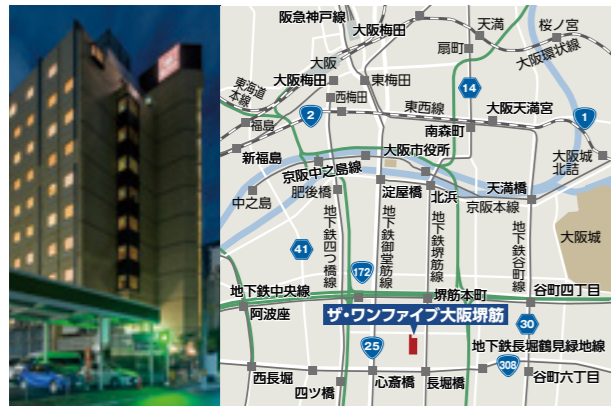 阪急神戸線
大阪梅田
天満
桜ノ宮
扇町
大阪環状線
大阪
大阪梅田
東梅田
東海道
本線
西梅田
14
東西線
大阪天満宮
2
1
福島
南森町
新福島
大阪市役所
大阪城
北詰
京阪中之島線
中之島
肥後橋
淀屋橋
北浜
天満橋
京阪本線
地下鉄四つ橋線
地下鉄御堂筋線
地下鉄堺筋線
地下鉄谷町線
大阪城
41
172
地下鉄中央線
堺筋本町
谷町四丁目
阿波座
ザ・ワンファイブ大阪堺筋
30
25
地下鉄長堀鶴見緑地線
308
西長堀
四ツ橋
心斎橋
長堀橋
谷町六丁目